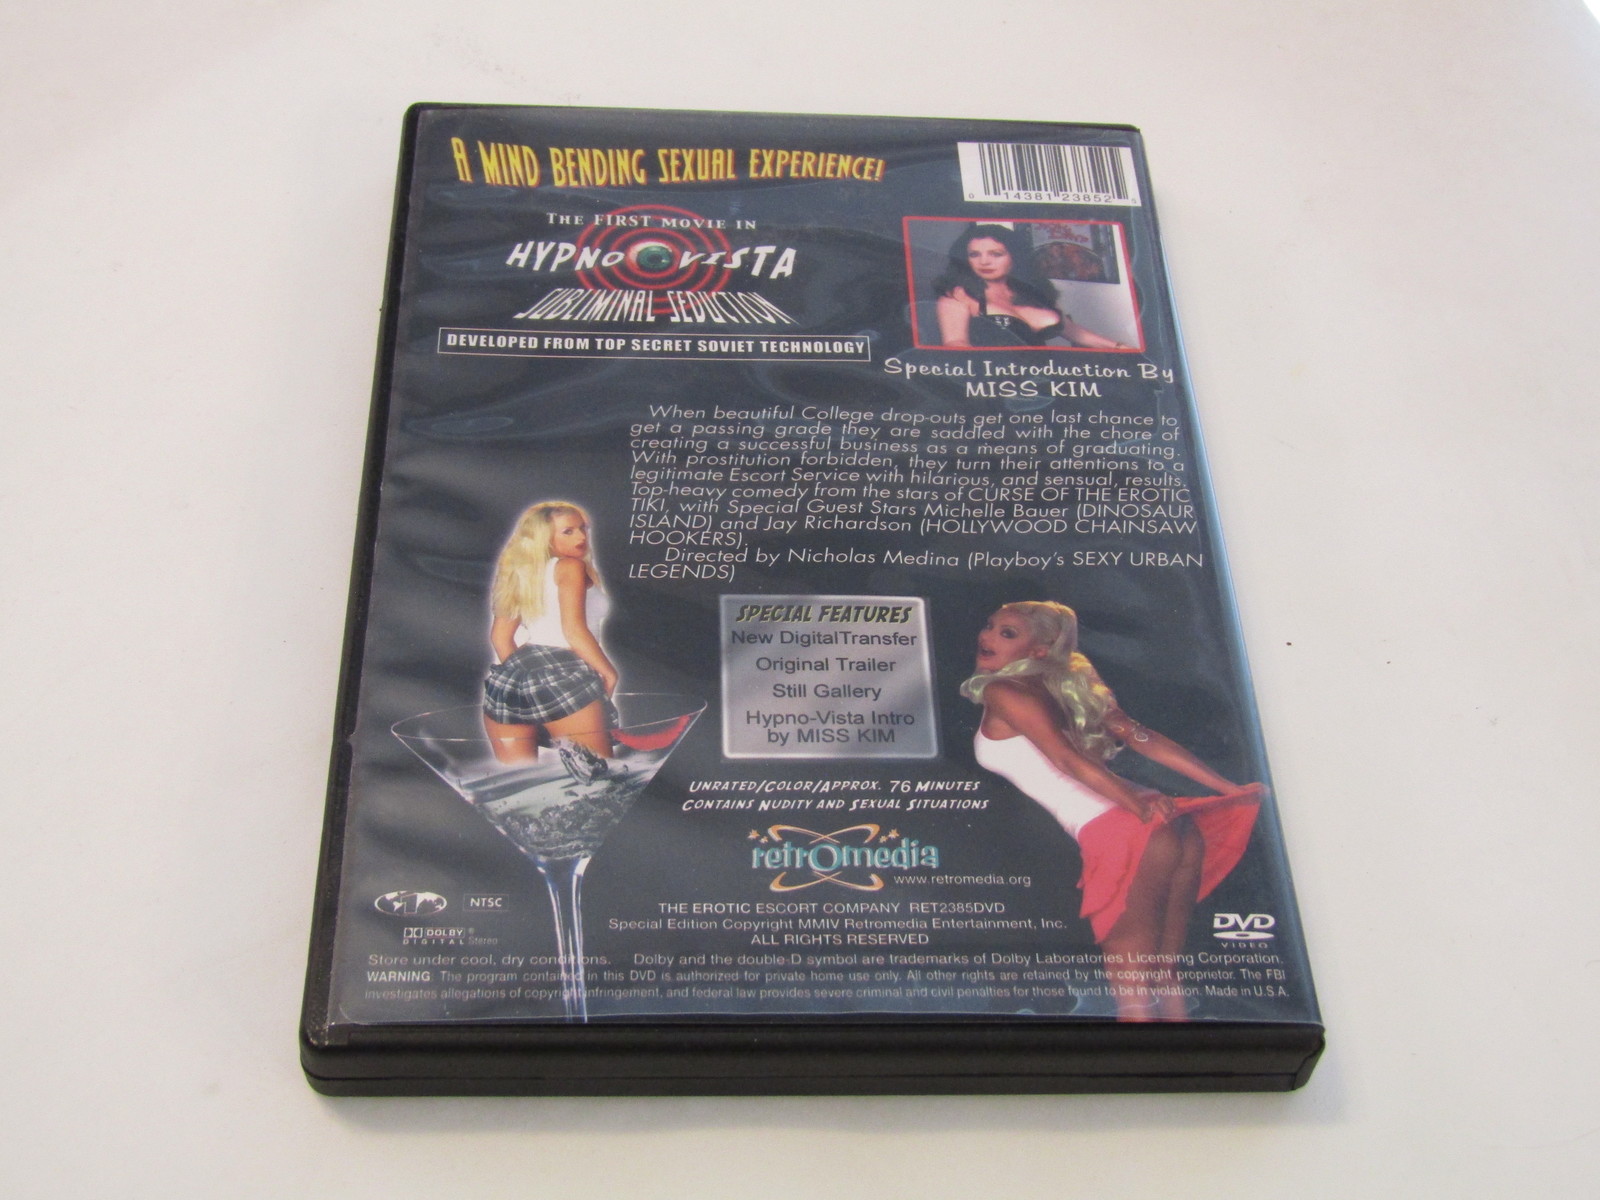 A MIND BENDING SEXUAL EXPERIENCE!
0 14381 23852 5
THE FIRST MOVIE IN
HYPNO VISTA
SUBLIMINAL SEDUCTION
DEVELOPED FROM TOP SECRET SOVIET TECHNOLOGY
Special Introduction By
MISS KIM
When beautiful College drop-outs get one last chance to
get a passing grade they are saddled with the chore of
creating a successful business as a means of graduating.
With prostitution forbidden, they turn their attentions to a
legitimate Escort Service with hilarious, and sensual, results.
Top-heavy comedy from the stars of CURSE OF THE EROTIC
TIKI, with Special Guest Stars Michelle Bauer (DINOSAUR
ISLAND) and Jay Richardson (HOLLYWOOD CHAINSAW
HOOKERS).
Directed by Nicholas Medina (Playboy's SEXY URBAN
LEGENDS)
SPECIAL FEATURES
New Digital Transfer
Original Trailer
Still Gallery
Hypno-Vista Intro
by MISS KIM
UNRATED/COLOR/APPROX. 76 MINUTES
CONTAINS NUDITY AND SEXUAL SITUATIONS
retromedia
www.retromedia.org
NTSC
THE EROTIC ESCORT COMPANY RET2385DVD
Special Edition Copyright MMIV Retromedia Entertainment, Inc.
ALL RIGHTS RESERVED
DOLBY
DIGITAL Stereo
DVD
VIDEO
Store under cool, dry conditions. Dolby and the double-D symbol are trademarks of Dolby Laboratories Licensing Corporation.
WARNING The program contained in this DVD is authorized for private home use only. All other rights are retained by the copyright proprietor. The FBI
investigates allegations of copyright infringement, and federal law provides severe criminal and civil penalties for those found to be in violation. Made in U.S.A.